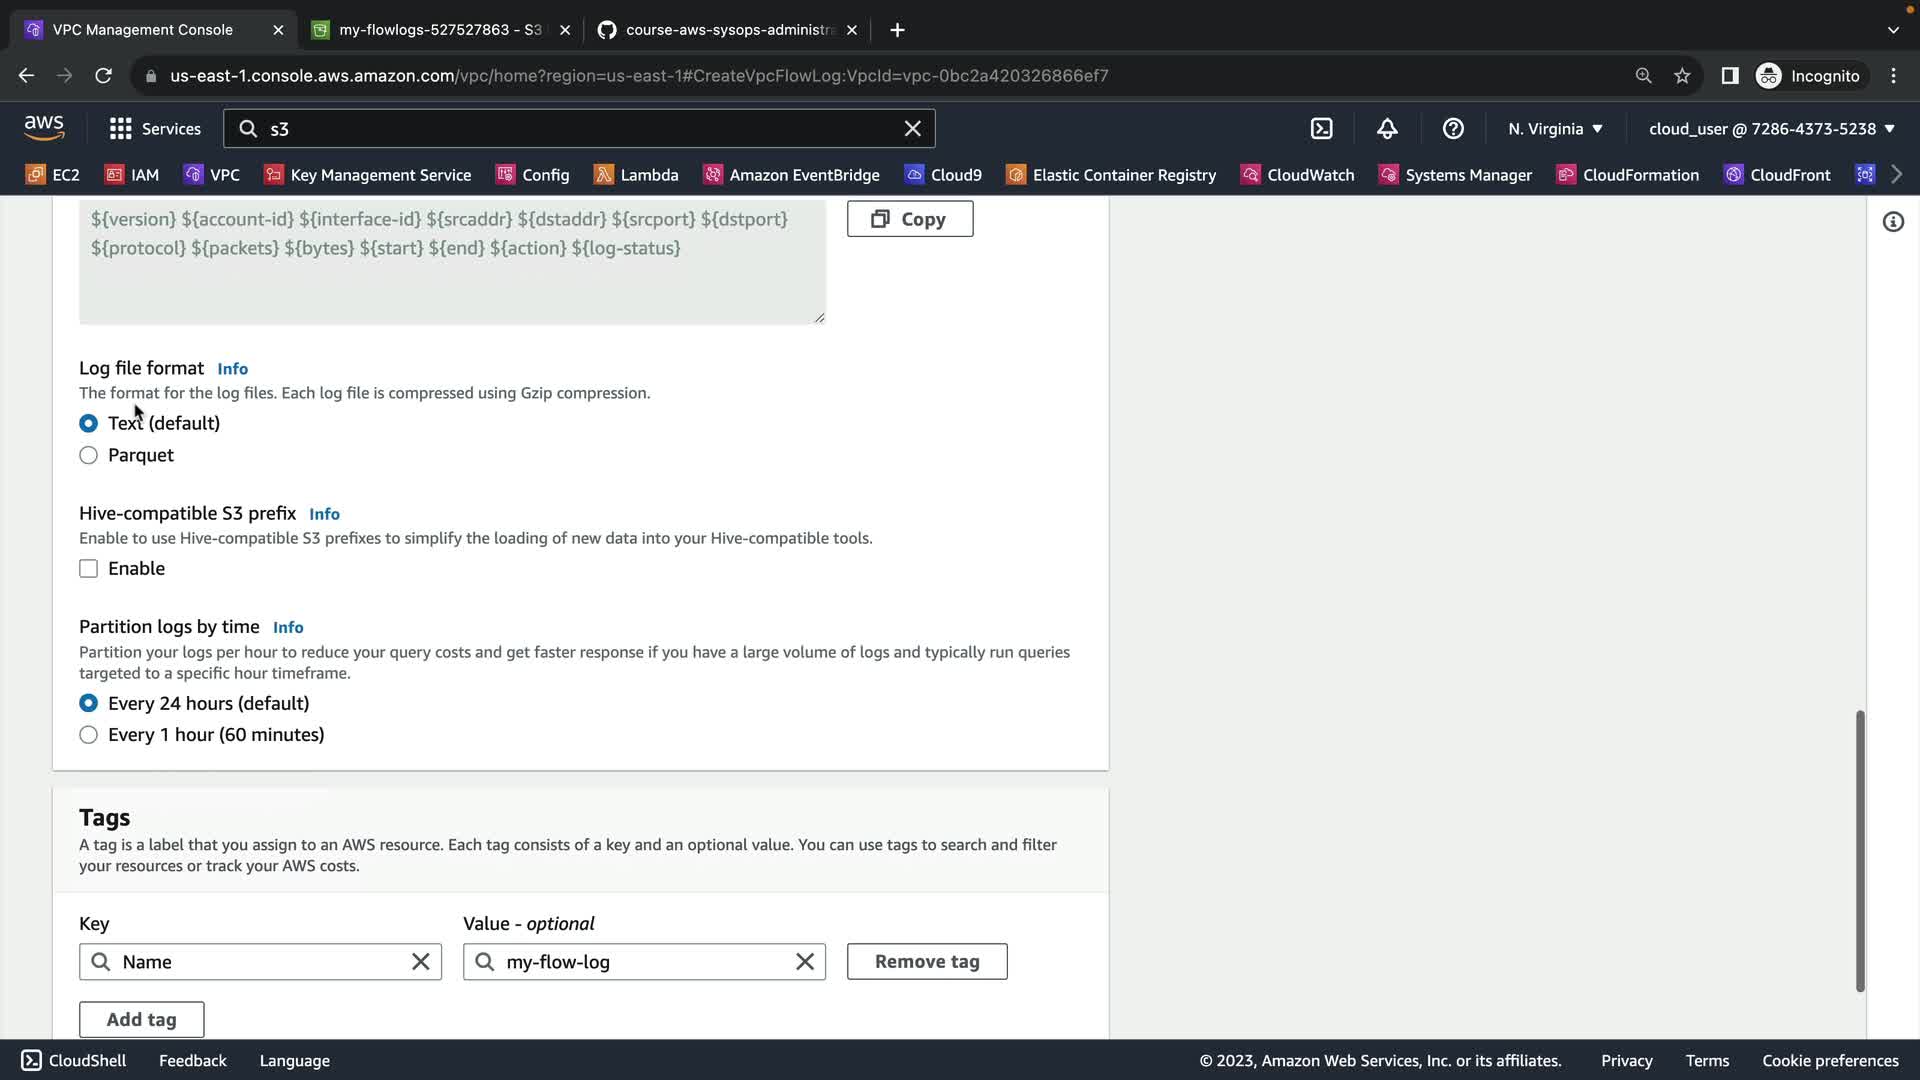 VPC Management Console
my-flowlogs-527527863 - S3
course-aws-sysops-administra
us-east-1.console.aws.amazon.com/vpc/home?region=us-east-1#CreateVpcFlowLog:VpcId=vpc-0bc2a420326866ef7
Incognito
aws
Services
s3
N. Virginia
cloud_user @ 7286-4373-5238
EC2
IAM
VPC
Key Management Service
Config
Lambda
Amazon EventBridge
Cloud9
Elastic Container Registry
CloudWatch
Systems Manager
CloudFormation
CloudFront
${version} ${account-id} ${interface-id} ${srcaddr} ${dstaddr} ${srcport} ${dstport}
${protocol} ${packets} ${bytes} ${start} ${end} ${action} ${log-status}
Copy
Log file format Info
The format for the log files. Each log file is compressed using Gzip compression.
Text (default)
Parquet
Hive-compatible S3 prefix Info
Enable to use Hive-compatible S3 prefixes to simplify the loading of new data into your Hive-compatible tools.
Enable
Partition logs by time Info
Partition your logs per hour to reduce your query costs and get faster response if you have a large volume of logs and typically run queries
targeted to a specific hour timeframe.
Every 24 hours (default)
Every 1 hour (60 minutes)
Tags
A tag is a label that you assign to an AWS resource. Each tag consists of a key and an optional value. You can use tags to search and filter
your resources or track your AWS costs.
Key
Value - optional
Name
my-flow-log
Remove tag
Add tag
CloudShell
Feedback
Language
© 2023, Amazon Web Services, Inc. or its affiliates.
Privacy
Terms
Cookie preferences